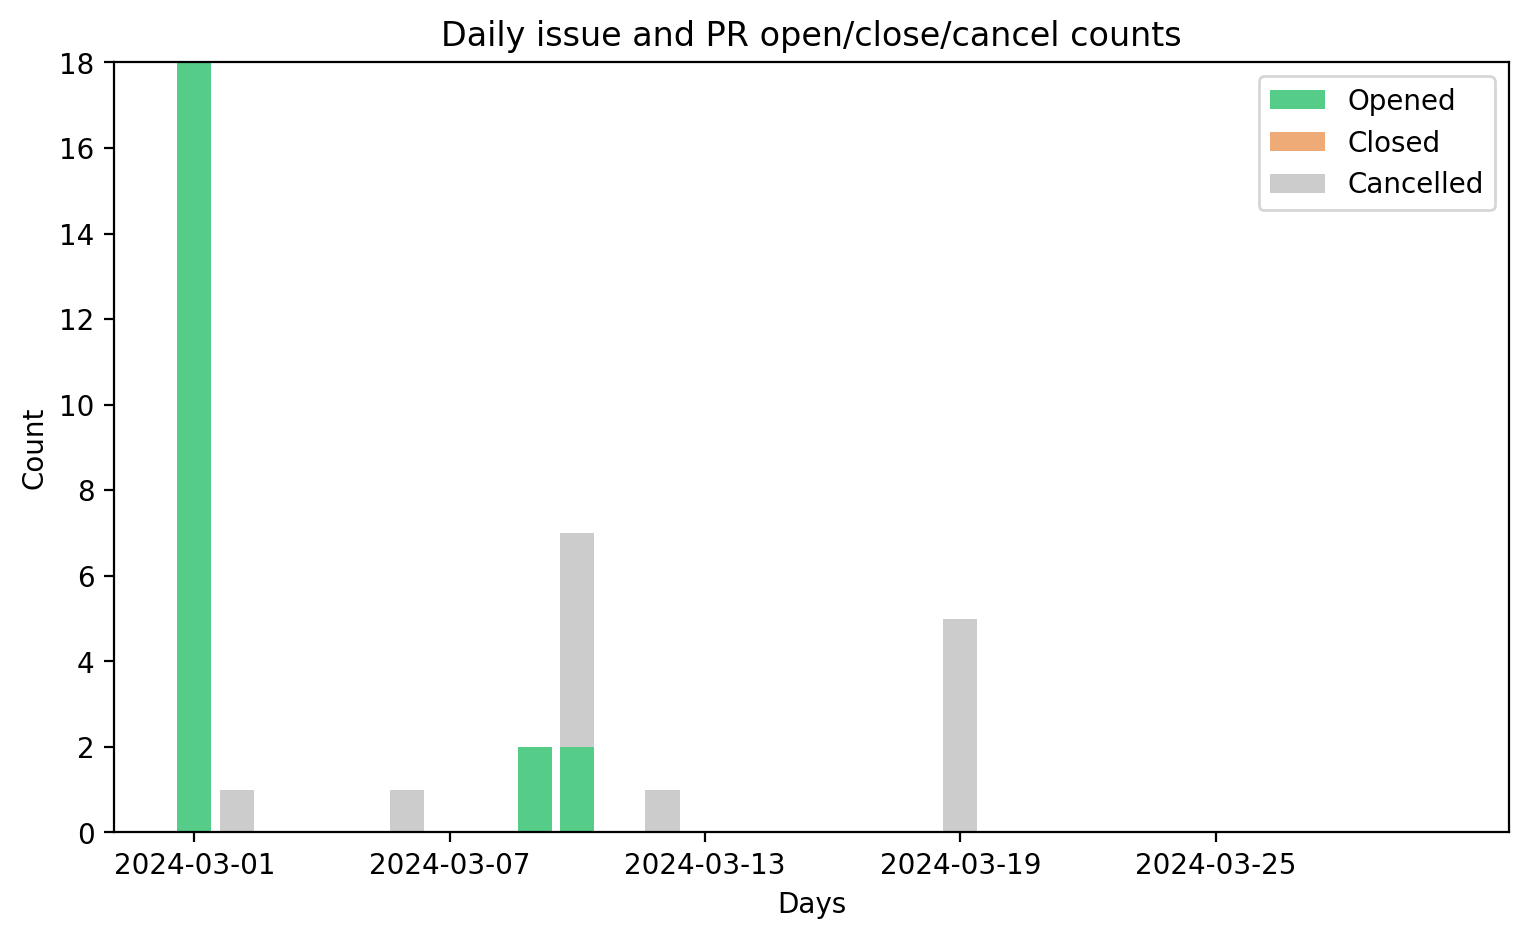 Daily issue and PR open/close/cancel counts
18
16
14
12
10
8
6
4
2
0
Count
Opened
Closed
Cancelled
2024-03-01
2024-03-07
2024-03-13
2024-03-19
2024-03-25
Days